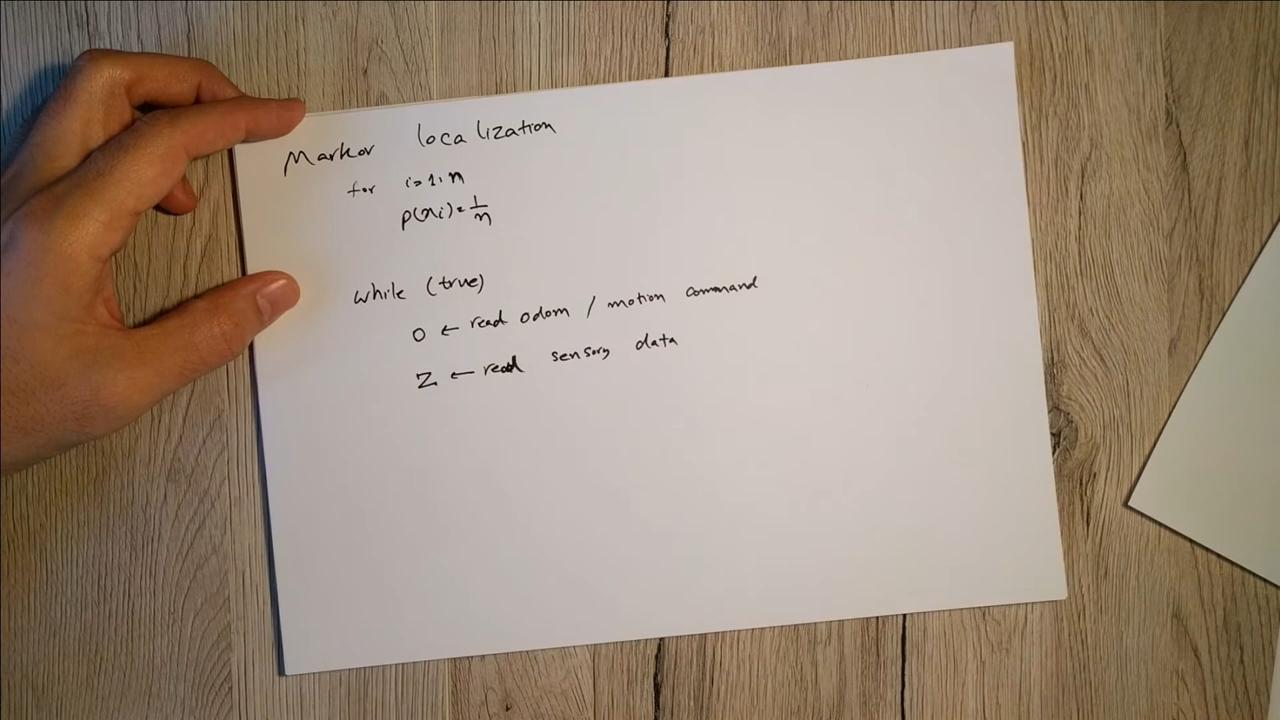 Markov localization
for i=1:n
p(xi)=1/n
while (true)
o ← read odom / motion command
z ← read sensory data